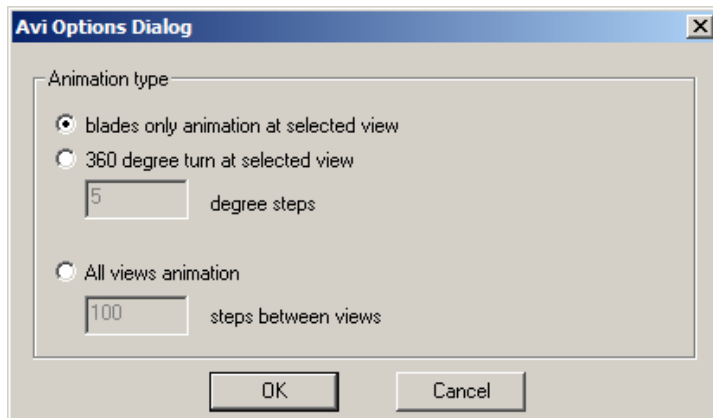 Avi Options Dialog
Animation type
blades only animation at selected view
360 degree turn at selected view
5 degree steps
All views animation
100 steps between views
OK Cancel